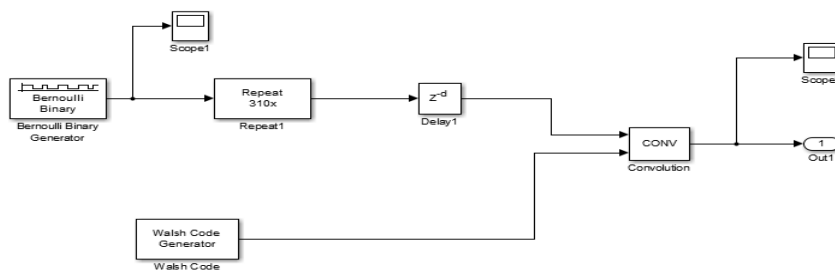 Scope1
Scope
Bernoulli
Binary
Repeat
310x
Z-d
Bernoulli Binary
Generator
Repeat1
Delay1
CONV
Convolution
1
Out1
Walsh Code
Generator
Walsh Code